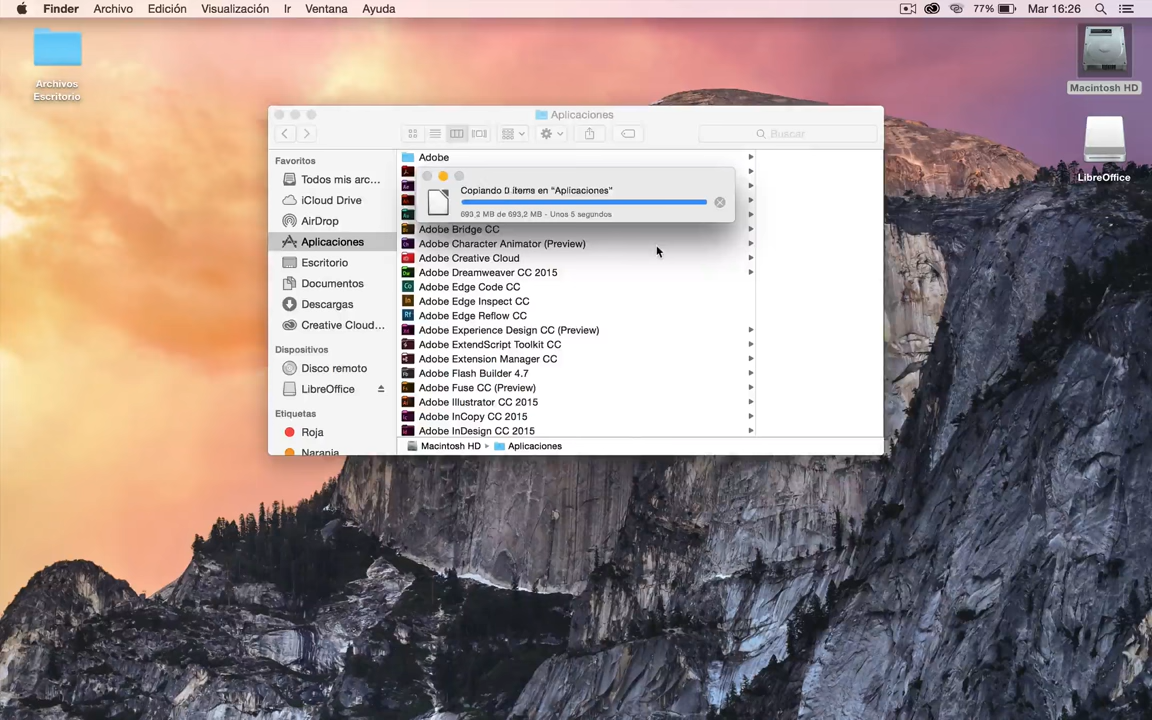 Finder Archivo Edición Visualización Ir Ventana Ayuda 77% Mar 16:26
Archivos
Escritorio
Macintosh HD
LibreOffice
Aplicaciones
Buscar
Favoritos
Todos mis arc...
iCloud Drive
AirDrop
Aplicaciones
Escritorio
Documentos
Descargas
Creative Cloud...
Dispositivos
Disco remoto
LibreOffice
Etiquetas
Roja
Naranja
Adobe
Copiando 0 ítems en "Aplicaciones"
693,2 MB de 693,2 MB - Unos 5 segundos
Adobe Bridge CC
Adobe Character Animator (Preview)
Adobe Creative Cloud
Adobe Dreamweaver CC 2015
Adobe Edge Code CC
Adobe Edge Inspect CC
Adobe Edge Reflow CC
Adobe Experience Design CC (Preview)
Adobe ExtendScript Toolkit CC
Adobe Extension Manager CC
Adobe Flash Builder 4.7
Adobe Fuse CC (Preview)
Adobe Illustrator CC 2015
Adobe InCopy CC 2015
Adobe InDesign CC 2015
Macintosh HD Aplicaciones